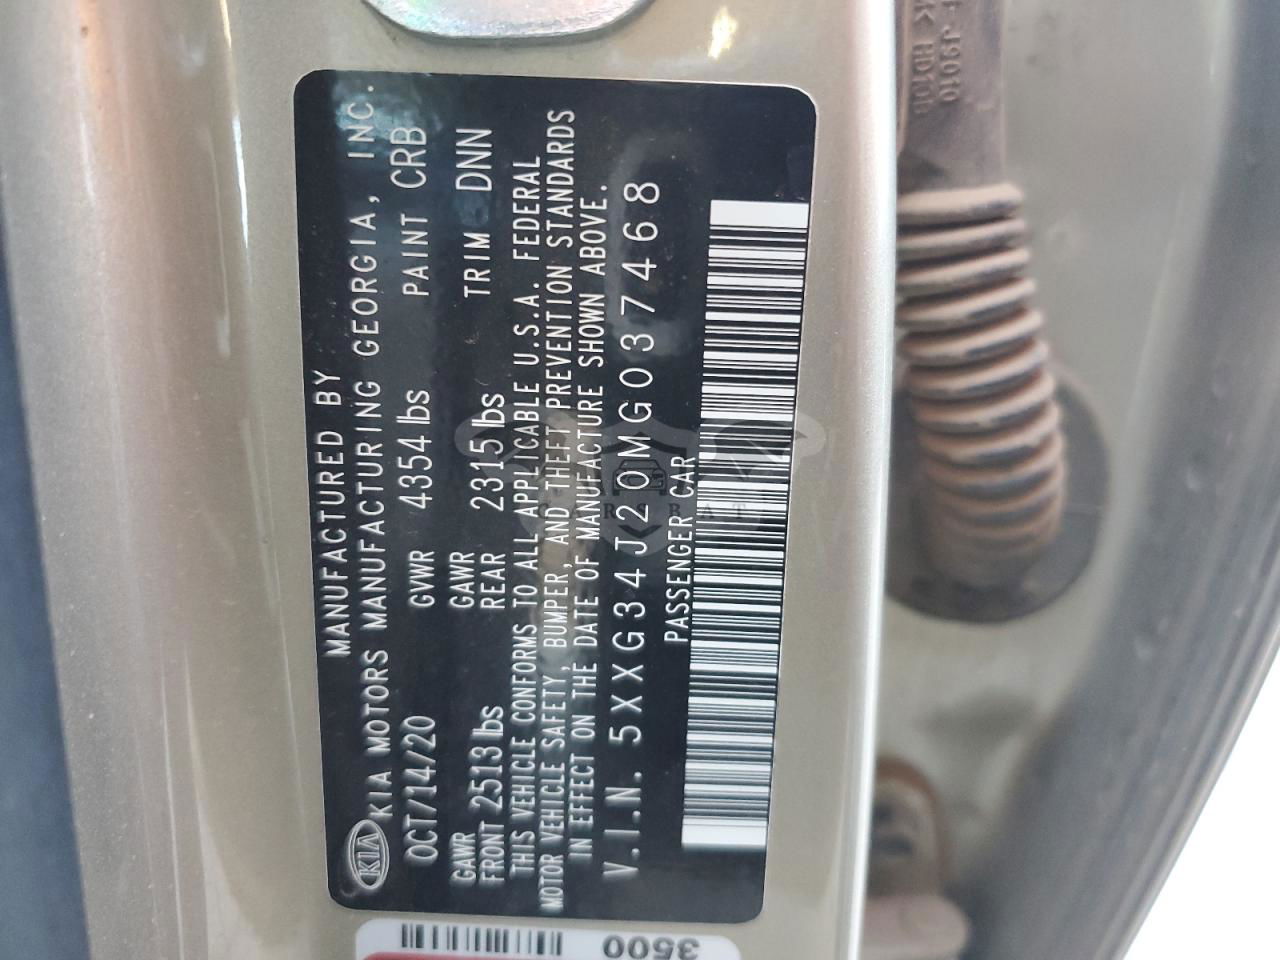 MANUFACTURED BY
KIA KIA MOTORS MANUFACTURING GEORGIA, INC.
OCT/14/20 GVWR 4354 lbs PAINT CRB
GAWR FRONT 2513 lbs GAWR REAR 2315 lbs TRIM DNN
THIS VEHICLE CONFORMS TO ALL APPLICABLE U.S.A. FEDERAL
MOTOR VEHICLE SAFETY, BUMPER, AND THEFT PREVENTION STANDARDS
IN EFFECT ON THE DATE OF MANUFACTURE SHOWN ABOVE.
V.I.N. 5XXG34J20MG037468
PASSENGER CAR
3500
J9010
HD130